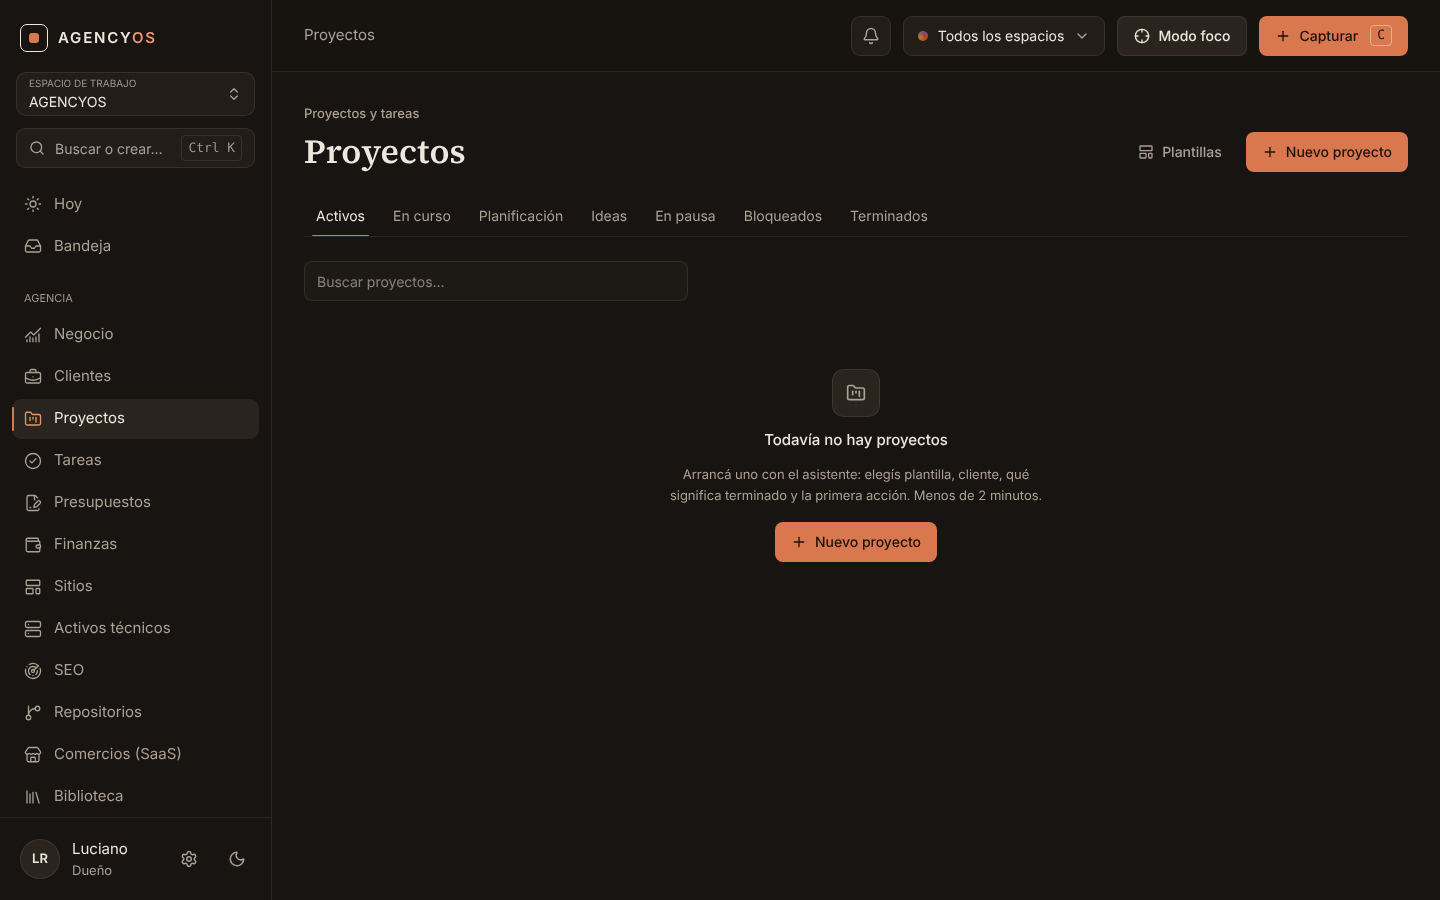 AGENCYOS
ESPACIO DE TRABAJO
AGENCYOS
Buscar o crear... Ctrl K
Hoy
Bandeja
AGENCIA
Negocio
Clientes
Proyectos
Tareas
Presupuestos
Finanzas
Sitios
Activos técnicos
SEO
Repositorios
Comercios (SaaS)
Biblioteca
LR
Luciano
Dueño
Proyectos
Todos los espacios
Modo foco
Capturar C
Proyectos y tareas
Proyectos
Plantillas
Nuevo proyecto
Activos En curso Planificación Ideas En pausa Bloqueados Terminados
Buscar proyectos...
Todavía no hay proyectos
Arrancá uno con el asistente: elegís plantilla, cliente, qué
significa terminado y la primera acción. Menos de 2 minutos.
Nuevo proyecto